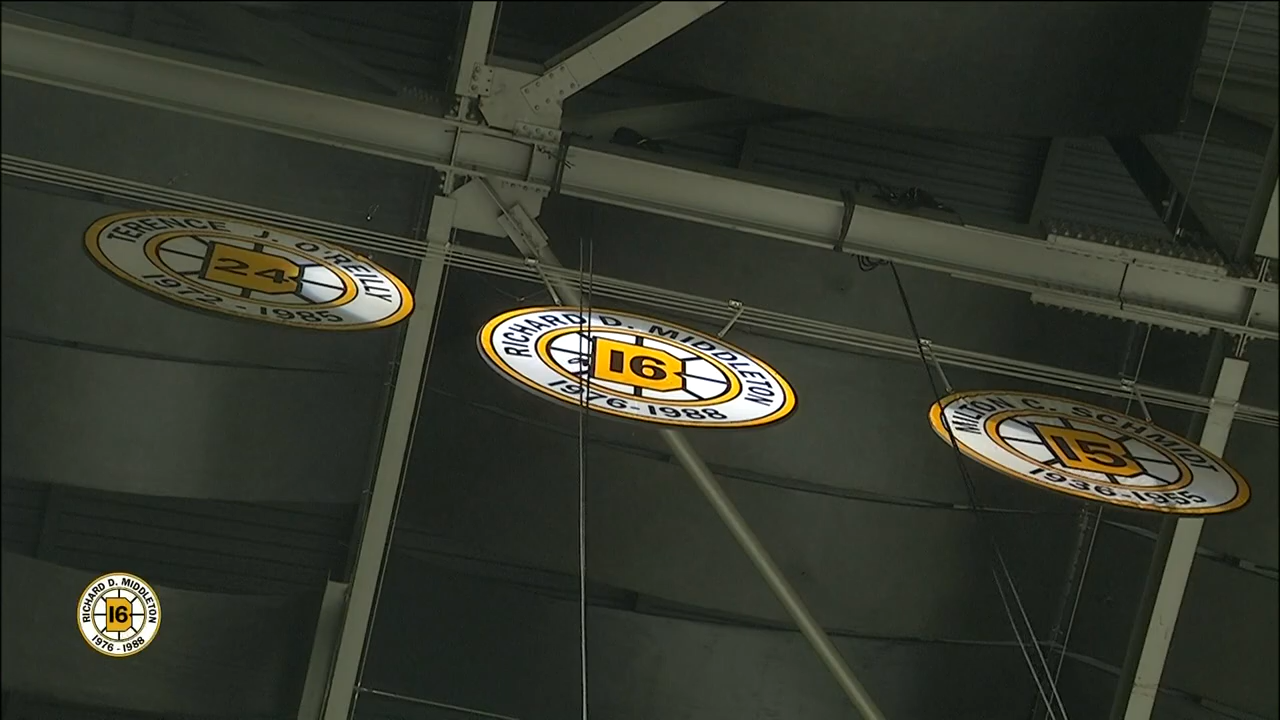 TERENCE J. O'REILLY
24
1972 - 1985
RICHARD D. MIDDLETON
16
1976-1988
MILTON C. SCHMIDT
15
1936-1955
RICHARD D. MIDDLETON
16
1976 - 1988